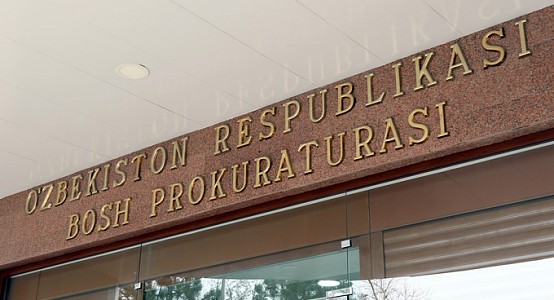 O'ZBEKISTON RESPUBLIKASI
BOSH PROKURATURASI